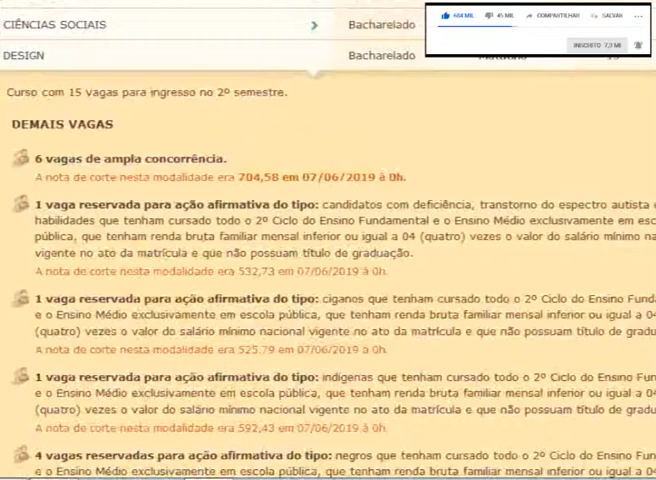 CIÊNCIAS SOCIAIS Bacharelado
644 MIL 45 MIL COMPARTILHAR SALVAR
INSCRITO 7,3 MI
DESIGN Bacharelado Matutino 15
Curso com 15 vagas para ingresso no 2º semestre.
DEMAIS VAGAS
6 vagas de ampla concorrência.
A nota de corte nesta modalidade era 704,58 em 07/06/2019 à 0h.
1 vaga reservada para ação afirmativa do tipo: candidatos com deficiência, transtorno do espectro autista
habilidades que tenham cursado todo o 2º Ciclo do Ensino Fundamental e o Ensino Médio exclusivamente em esc
pública, que tenham renda bruta familiar mensal inferior ou igual a 04 (quatro) vezes o valor do salário mínimo na
vigente no ato da matrícula e que não possuam título de graduação.
A nota de corte nesta modalidade era 532,73 em 07/06/2019 à 0h.
1 vaga reservada para ação afirmativa do tipo: ciganos que tenham cursado todo o 2º Ciclo do Ensino Funda
e o Ensino Médio exclusivamente em escola pública, que tenham renda bruta familiar mensal inferior ou igual a 04
(quatro) vezes o valor do salário mínimo nacional vigente no ato da matrícula e que não possuam título de gradu
A nota de corte nesta modalidade era 525,79 em 07/06/2019 à 0h.
1 vaga reservada para ação afirmativa do tipo: indígenas que tenham cursado todo o 2º Ciclo do Ensino Fun
e o Ensino Médio exclusivamente em escola pública, que tenham renda bruta familiar mensal inferior ou igual a 04
(quatro) vezes o valor do salário mínimo nacional vigente no ato da matrícula e que não possuam título de gradu
A nota de corte nesta modalidade era 592,43 em 07/06/2019 à 0h.
4 vagas reservadas para ação afirmativa do tipo: negros que tenham cursado todo o 2º Ciclo do Ensino Fun
e o Ensino Médio exclusivamente em escola pública, que tenham renda bruta familiar mensal inferior ou igual a 04